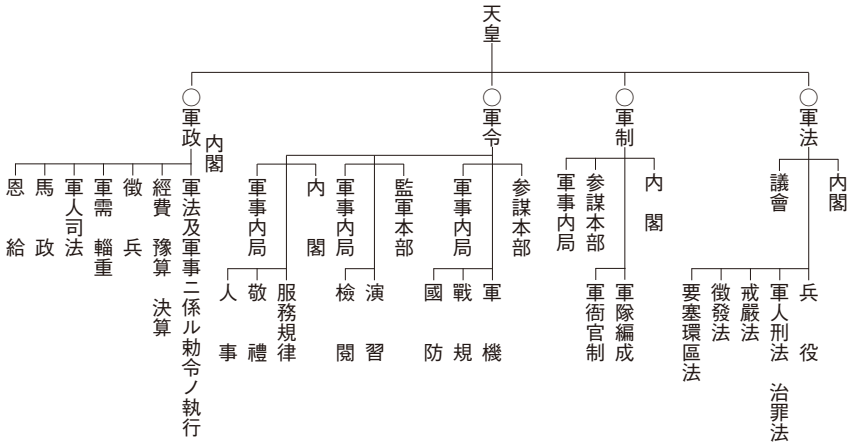 天皇
○軍法
内閣
議會
兵役
軍人刑法 治罪法
戒嚴法
徴發法
要塞環區法
○軍制
内閣
参謀本部
軍事内局
軍隊編成
軍衙官制
○軍令
参謀本部
軍事内局
軍機
戰規
國防
監軍本部
軍事内局
演習
檢閲
内閣
軍事内局
服務規律
敬禮
人事
○軍政
内閣
軍法及軍事ニ係ル勅令ノ執行
經費 豫算 決算
徴兵
軍需 輜重
軍人司法
馬政
恩給